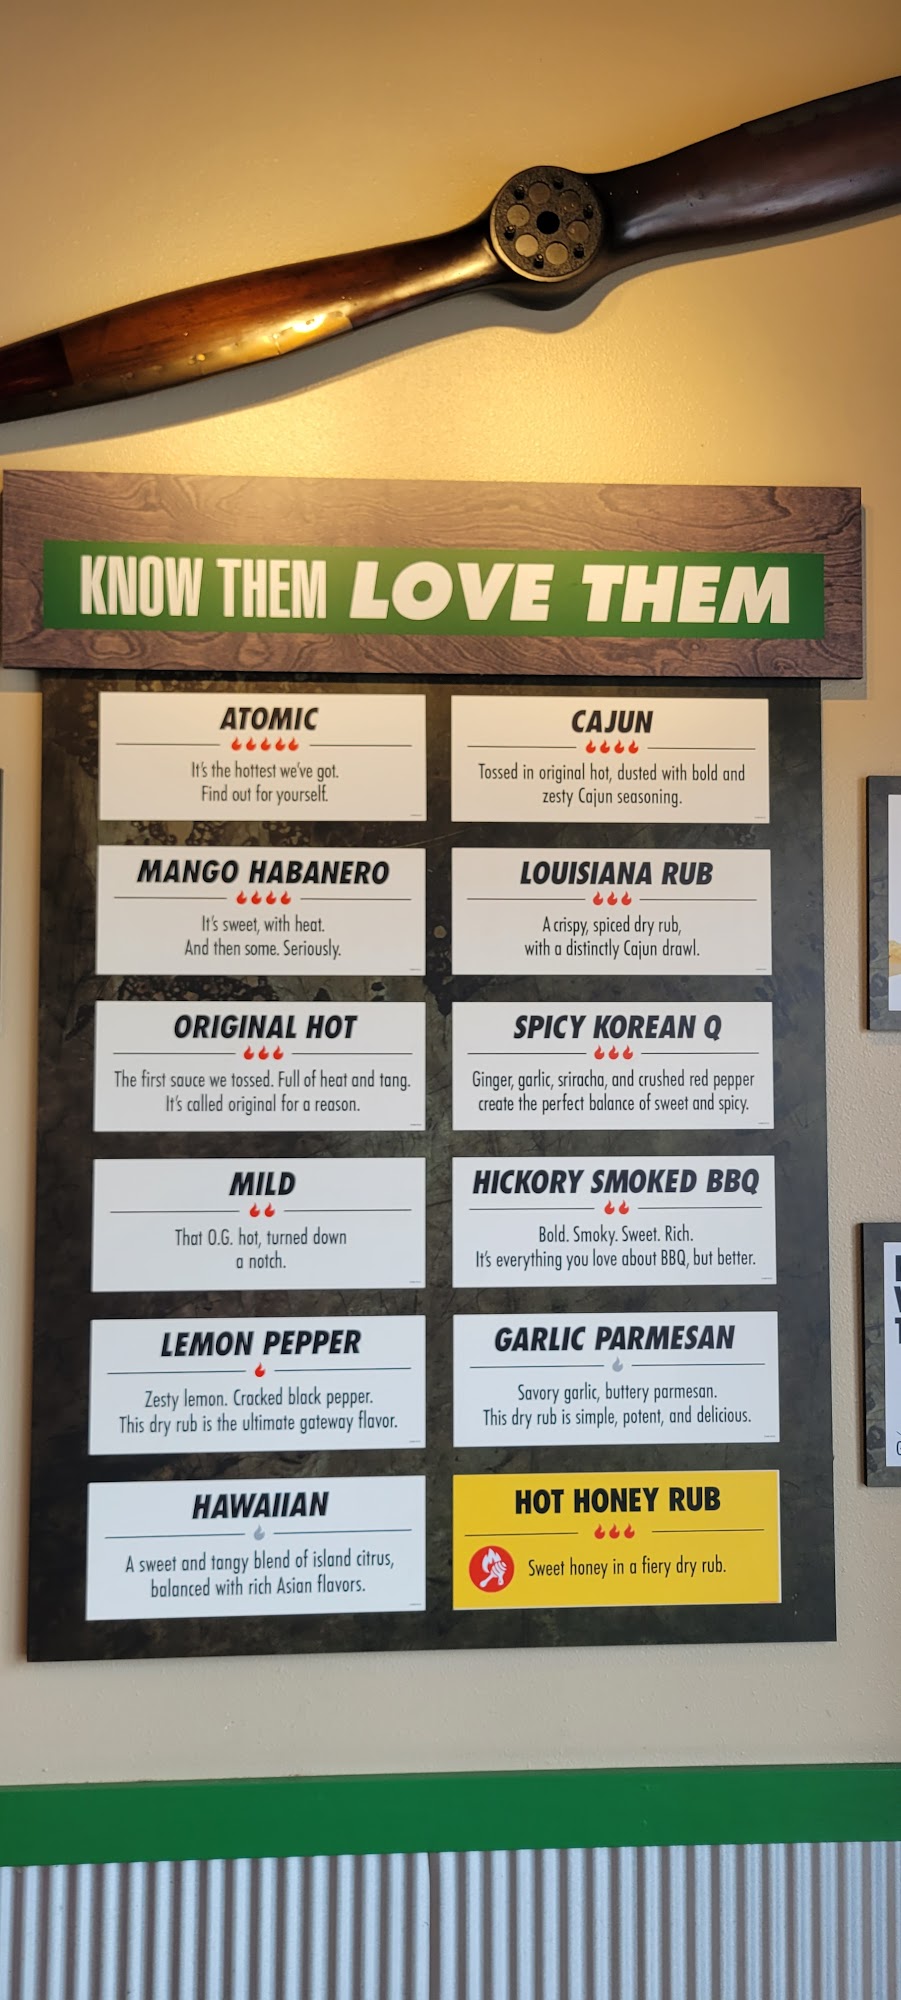 KNOW THEM LOVE THEM
ATOMIC
It's the hottest we've got.
Find out for yourself.
CAJUN
Tossed in original hot, dusted with bold and
zesty Cajun seasoning.
MANGO HABANERO
It's sweet, with heat.
And then some. Seriously.
LOUISIANA RUB
A crispy, spiced dry rub,
with a distinctly Cajun drawl.
ORIGINAL HOT
The first sauce we tossed. Full of heat and tang.
It's called original for a reason.
SPICY KOREAN Q
Ginger, garlic, sriracha, and crushed red pepper
create the perfect balance of sweet and spicy.
MILD
That O.G. hot, turned down
a notch.
HICKORY SMOKED BBQ
Bold. Smoky. Sweet. Rich.
It's everything you love about BBQ, but better.
LEMON PEPPER
Zesty lemon. Cracked black pepper.
This dry rub is the ultimate gateway flavor.
GARLIC PARMESAN
Savory garlic, buttery parmesan.
This dry rub is simple, potent, and delicious.
HAWAIIAN
A sweet and tangy blend of island citrus,
balanced with rich Asian flavors.
HOT HONEY RUB
Sweet honey in a fiery dry rub.